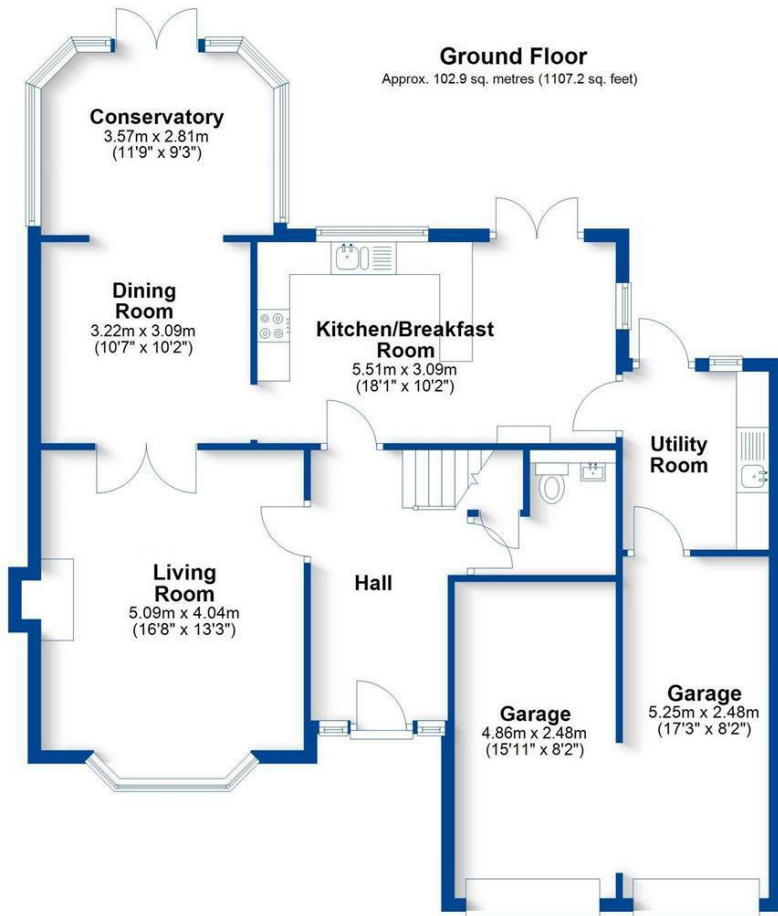 Ground Floor
Approx. 102.9 sq. metres (1107.2 sq. feet)
Conservatory
3.57m x 2.81m
(11'9" x 9'3")
Dining
Room
3.22m x 3.09m
(10'7" x 10'2")
Kitchen/Breakfast
Room
5.51m x 3.09m
(18'1" x 10'2")
Utility
Room
Living
Room
5.09m x 4.04m
(16'8" x 13'3")
Hall
Garage
4.86m x 2.48m
(15'11" x 8'2")
Garage
5.25m x 2.48m
(17'3" x 8'2")